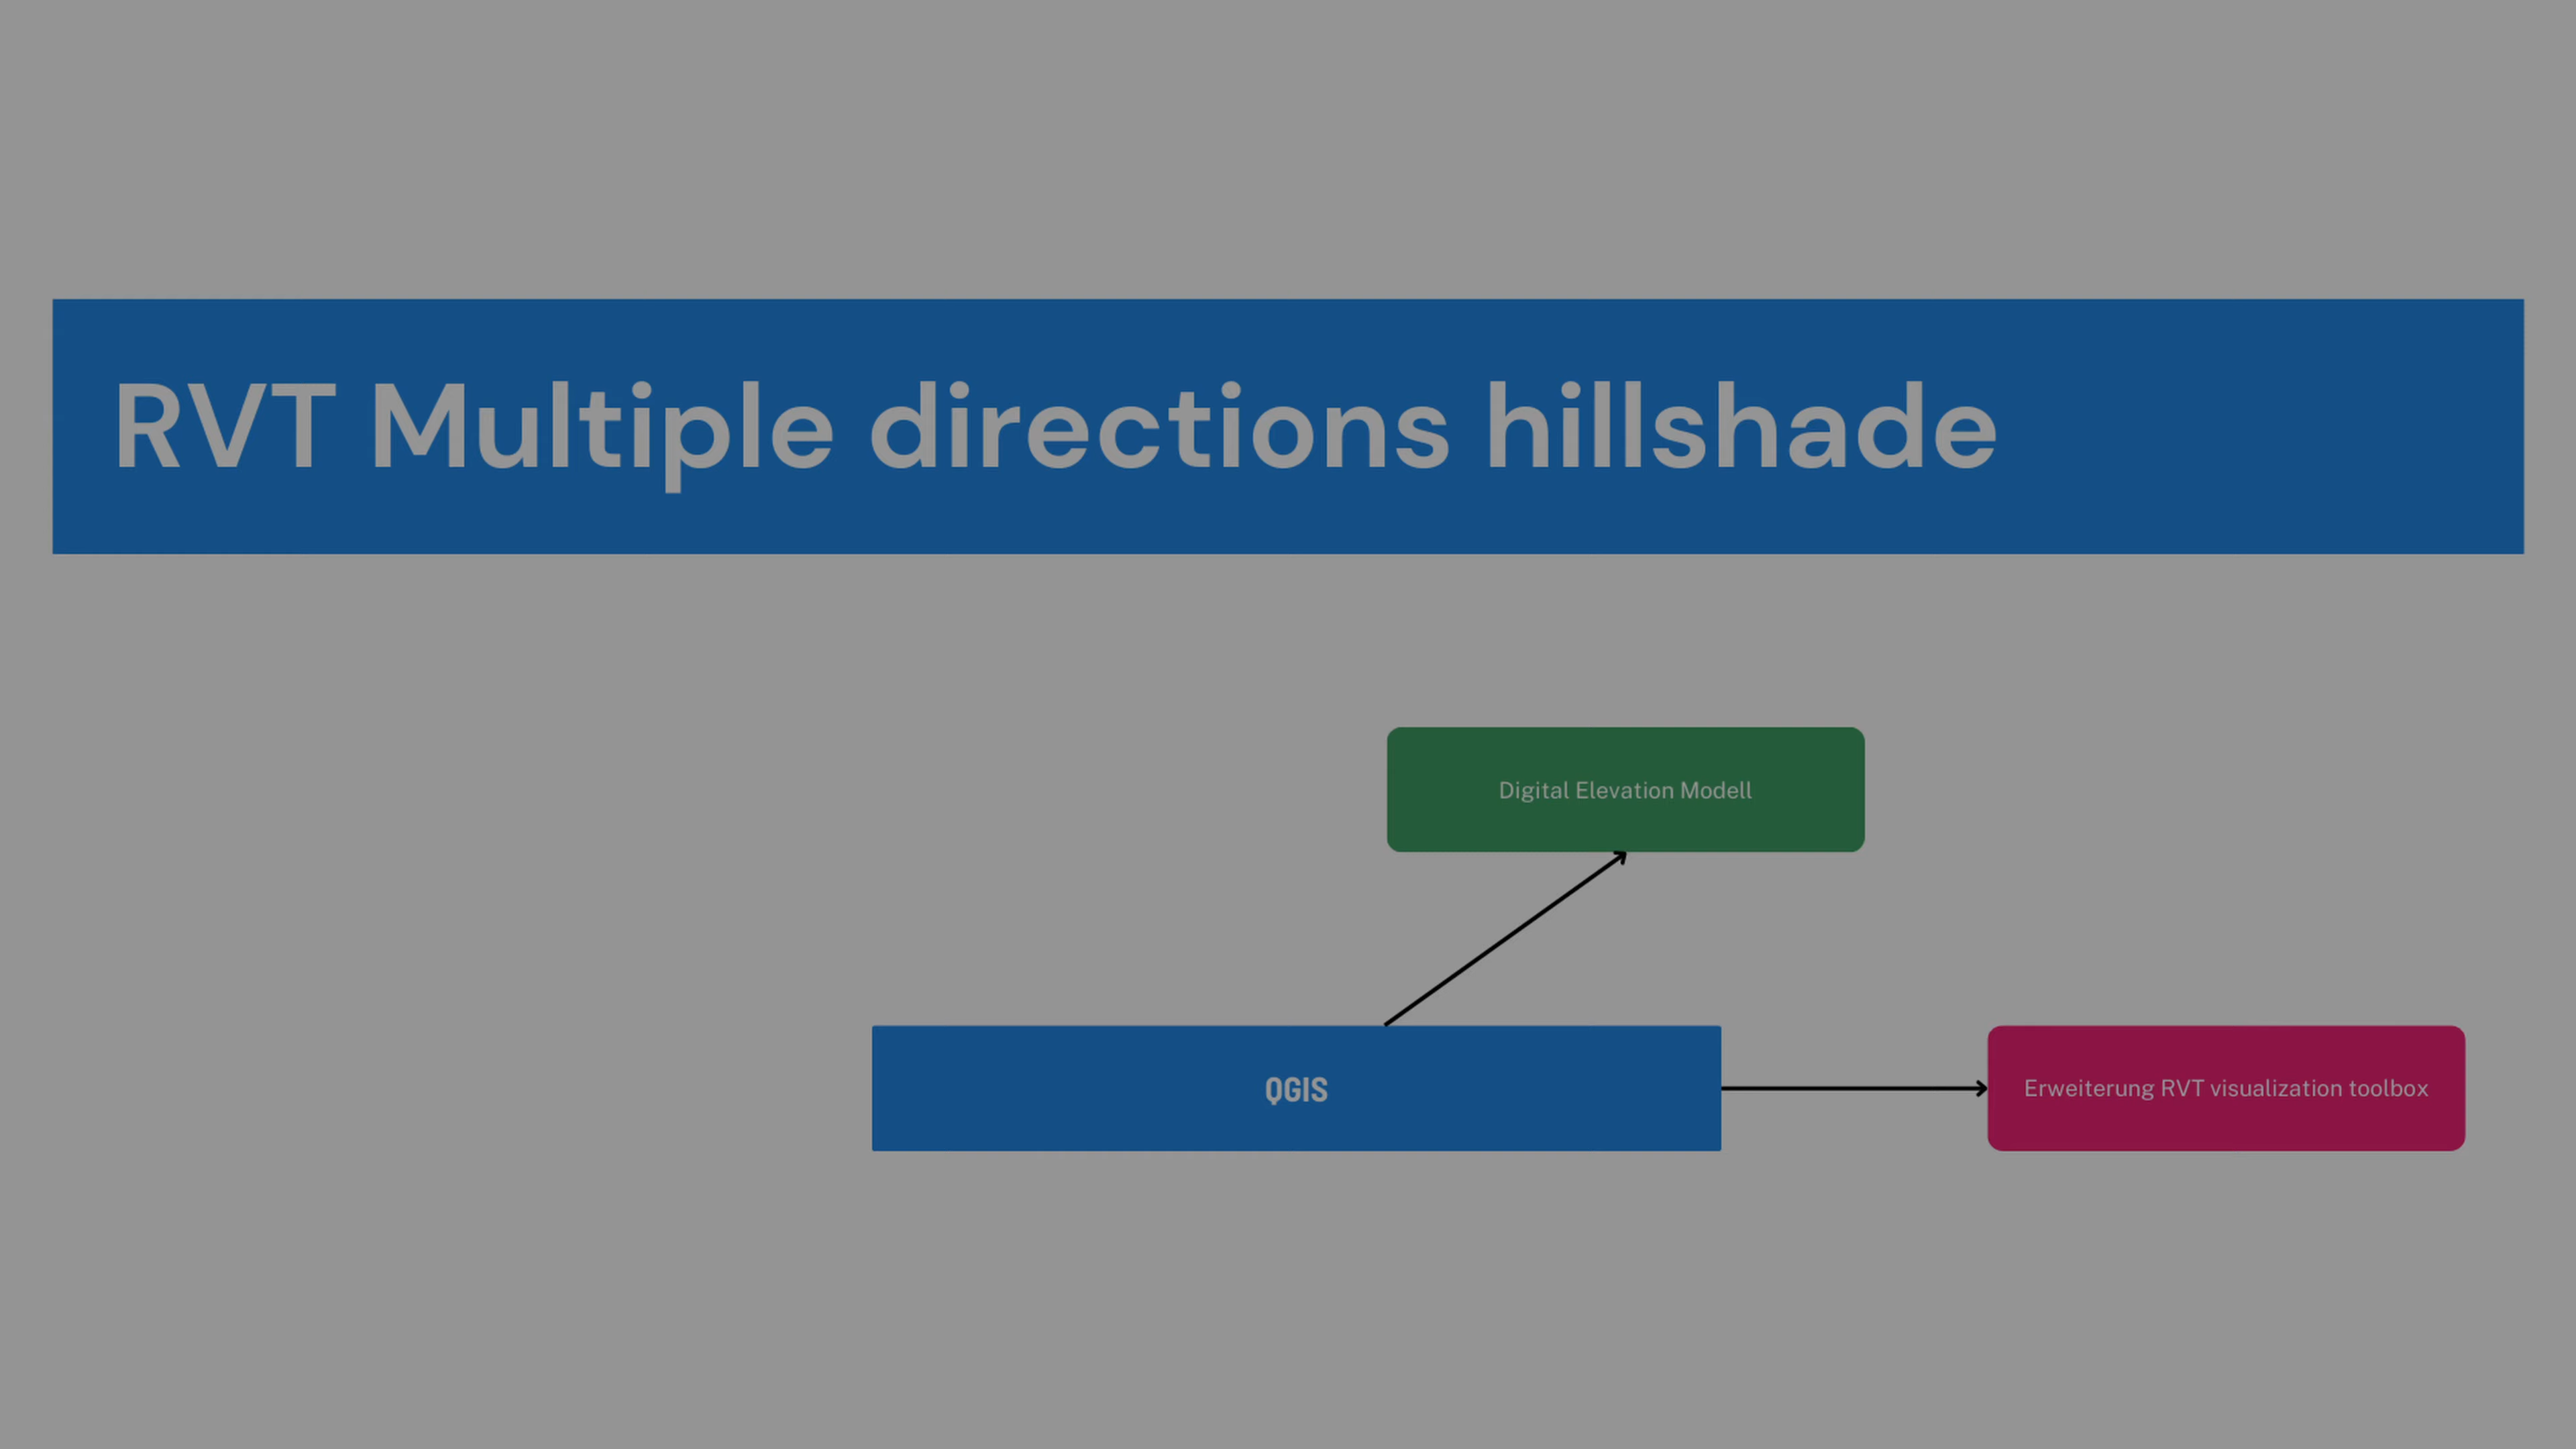 RVT Multiple directions hillshade
Digital Elevation Modell
QGIS
Erweiterung RVT visualization toolbox